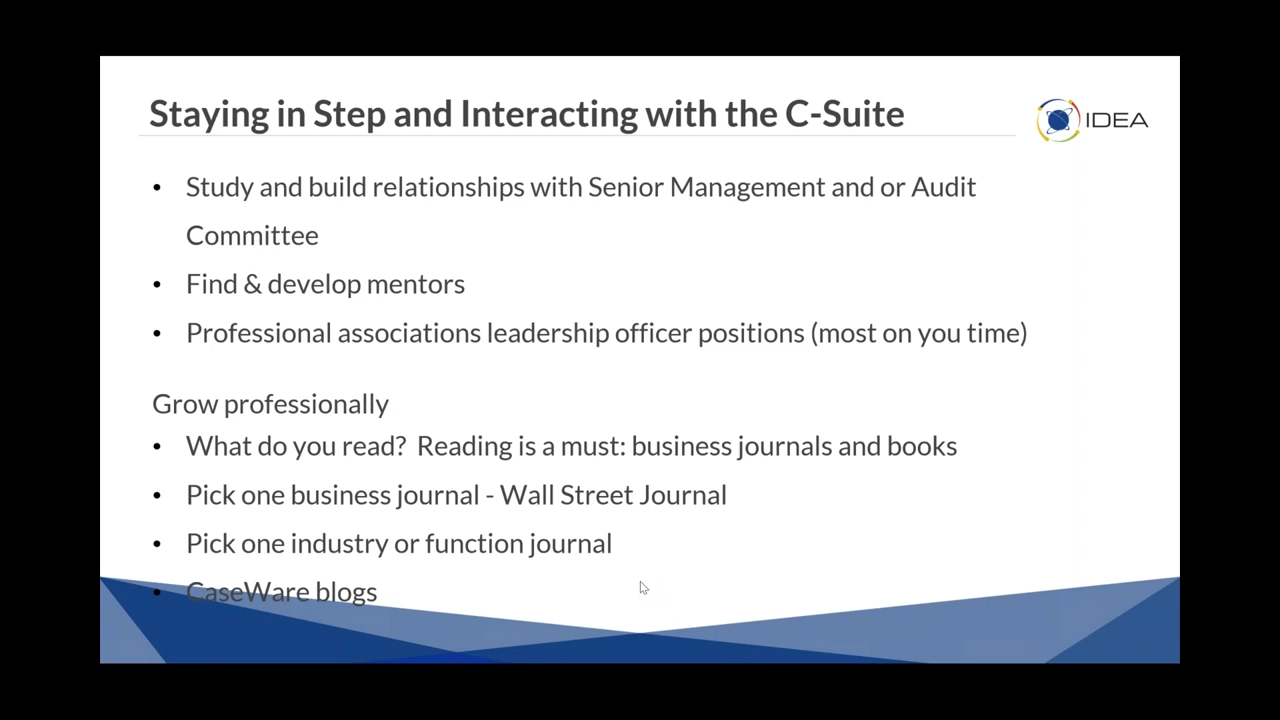 Staying in Step and Interacting with the C-Suite
IDEA
• Study and build relationships with Senior Management and or Audit
Committee
• Find & develop mentors
• Professional associations leadership officer positions (most on you time)
Grow professionally
• What do you read? Reading is a must: business journals and books
• Pick one business journal - Wall Street Journal
• Pick one industry or function journal
• CaseWare blogs